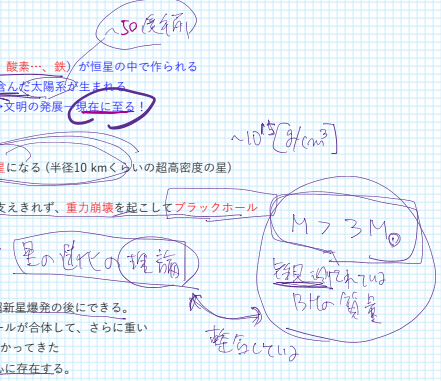 ~50億年前
酸素…、鉄）が恒星の中で作られる
含んだ太陽系が生まれる
文明の発展→現在に至る！
~10^15 [g/cm³]
星になる (半径10 kmくらいの超高密度の星)
支えきれず、重力崩壊を起こしてブラックホール
M > 3 M⊙
星の進化の理論
ている
BHの質量
超新星爆発の後にできる。
整合している
ールが合体して、さらに重い
かってきた
心に存在する。